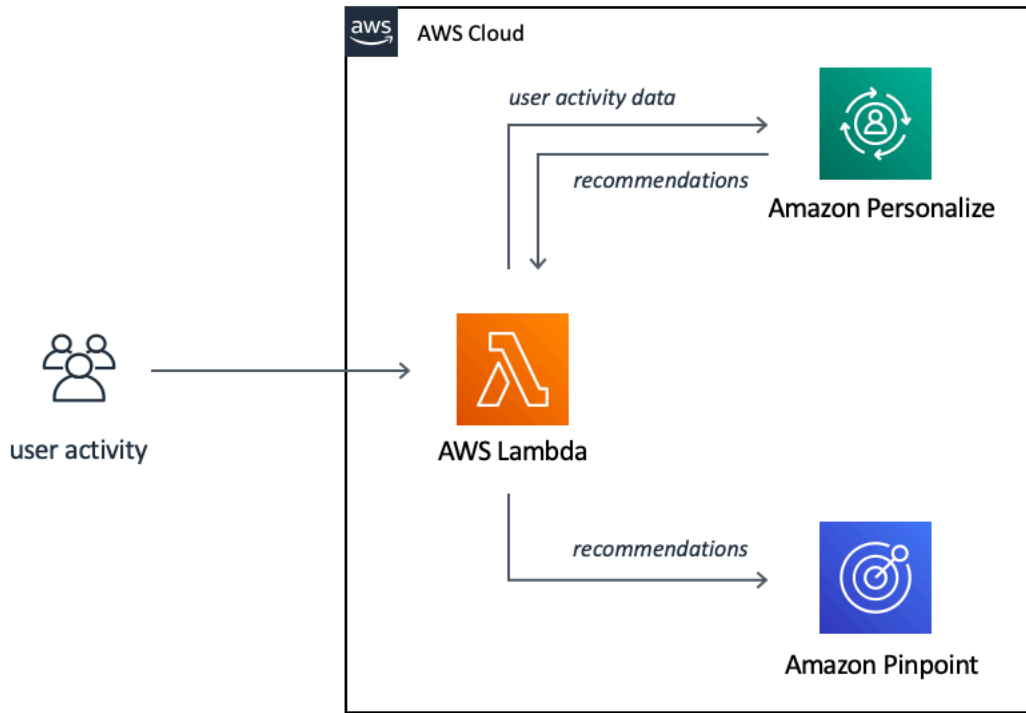 aws
AWS Cloud
user activity data
recommendations
Amazon Personalize
user activity
AWS Lambda
recommendations
Amazon Pinpoint